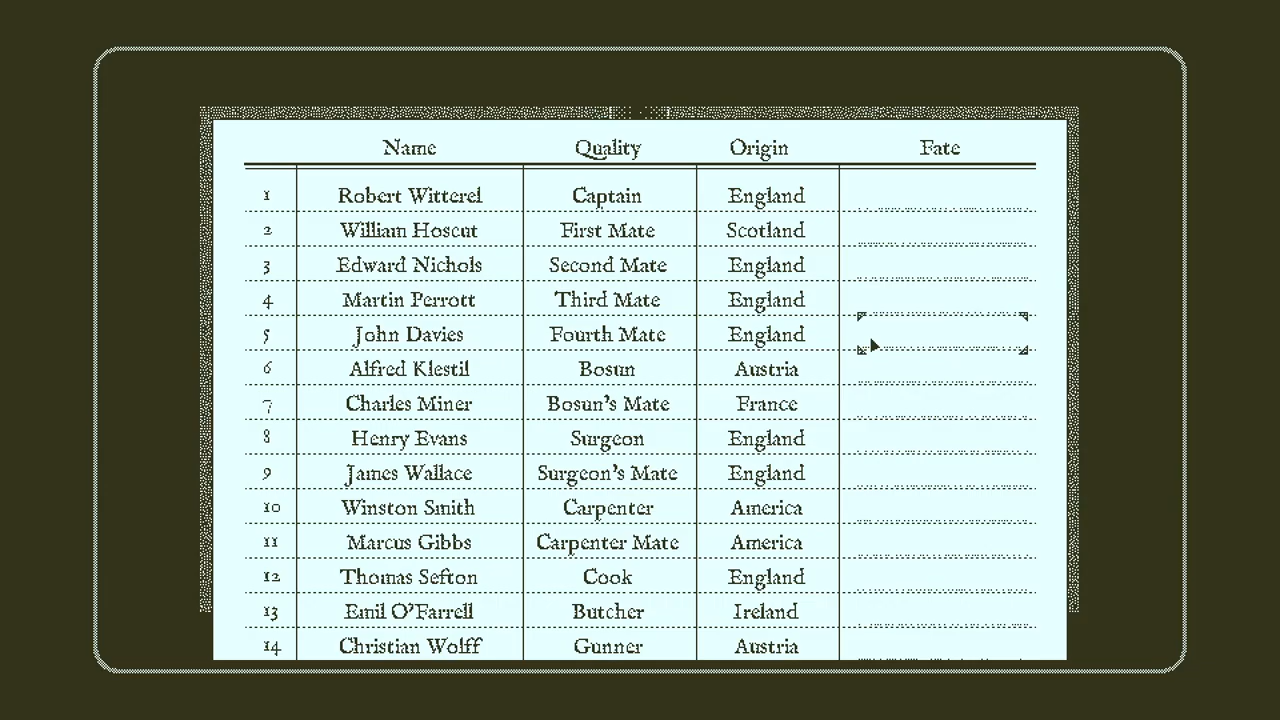 Name Quality Origin Fate
1 Robert Witterel Captain England
2 William Hoscut First Mate Scotland
3 Edward Nichols Second Mate England
4 Martin Perrott Third Mate England
5 John Davies Fourth Mate England
6 Alfred Klestil Bosun Austria
7 Charles Miner Bosun's Mate France
8 Henry Evans Surgeon England
9 James Wallace Surgeon's Mate England
10 Winston Smith Carpenter America
11 Marcus Gibbs Carpenter Mate America
12 Thomas Sefton Cook England
13 Emil O'Farrell Butcher Ireland
14 Christian Wolff Gunner Austria